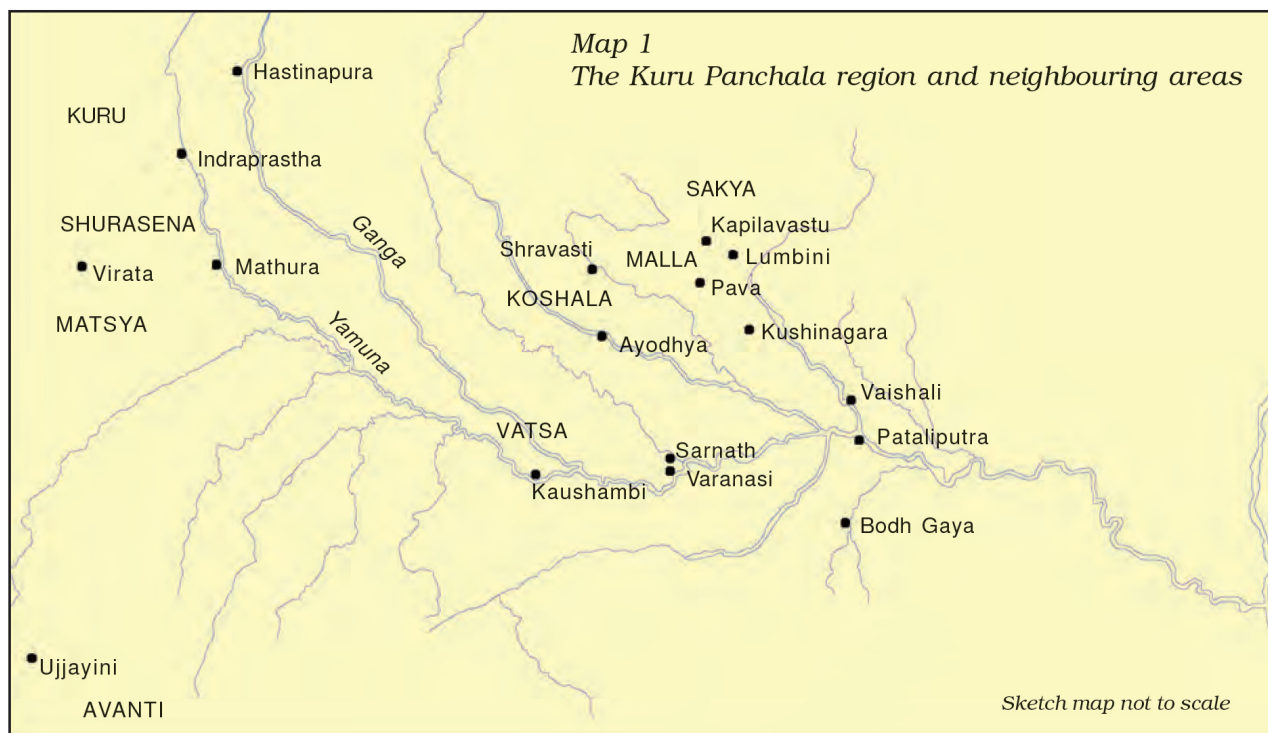 Map 1
The Kuru Panchala region and neighbouring areas
Hastinapura
KURU
Indraprastha
SAKYA
SHURASENA
Kapilavastu
Ganga
Shravasti
MALLA
Lumbini
Virata
Mathura
Pava
KOSHALA
MATSYA
Yamuna
Ayodhya
Kushinagara
Vaishali
VATSA
Pataliputra
Sarnath
Varanasi
Kaushambi
Bodh Gaya
Ujjayini
AVANTI
Sketch map not to scale